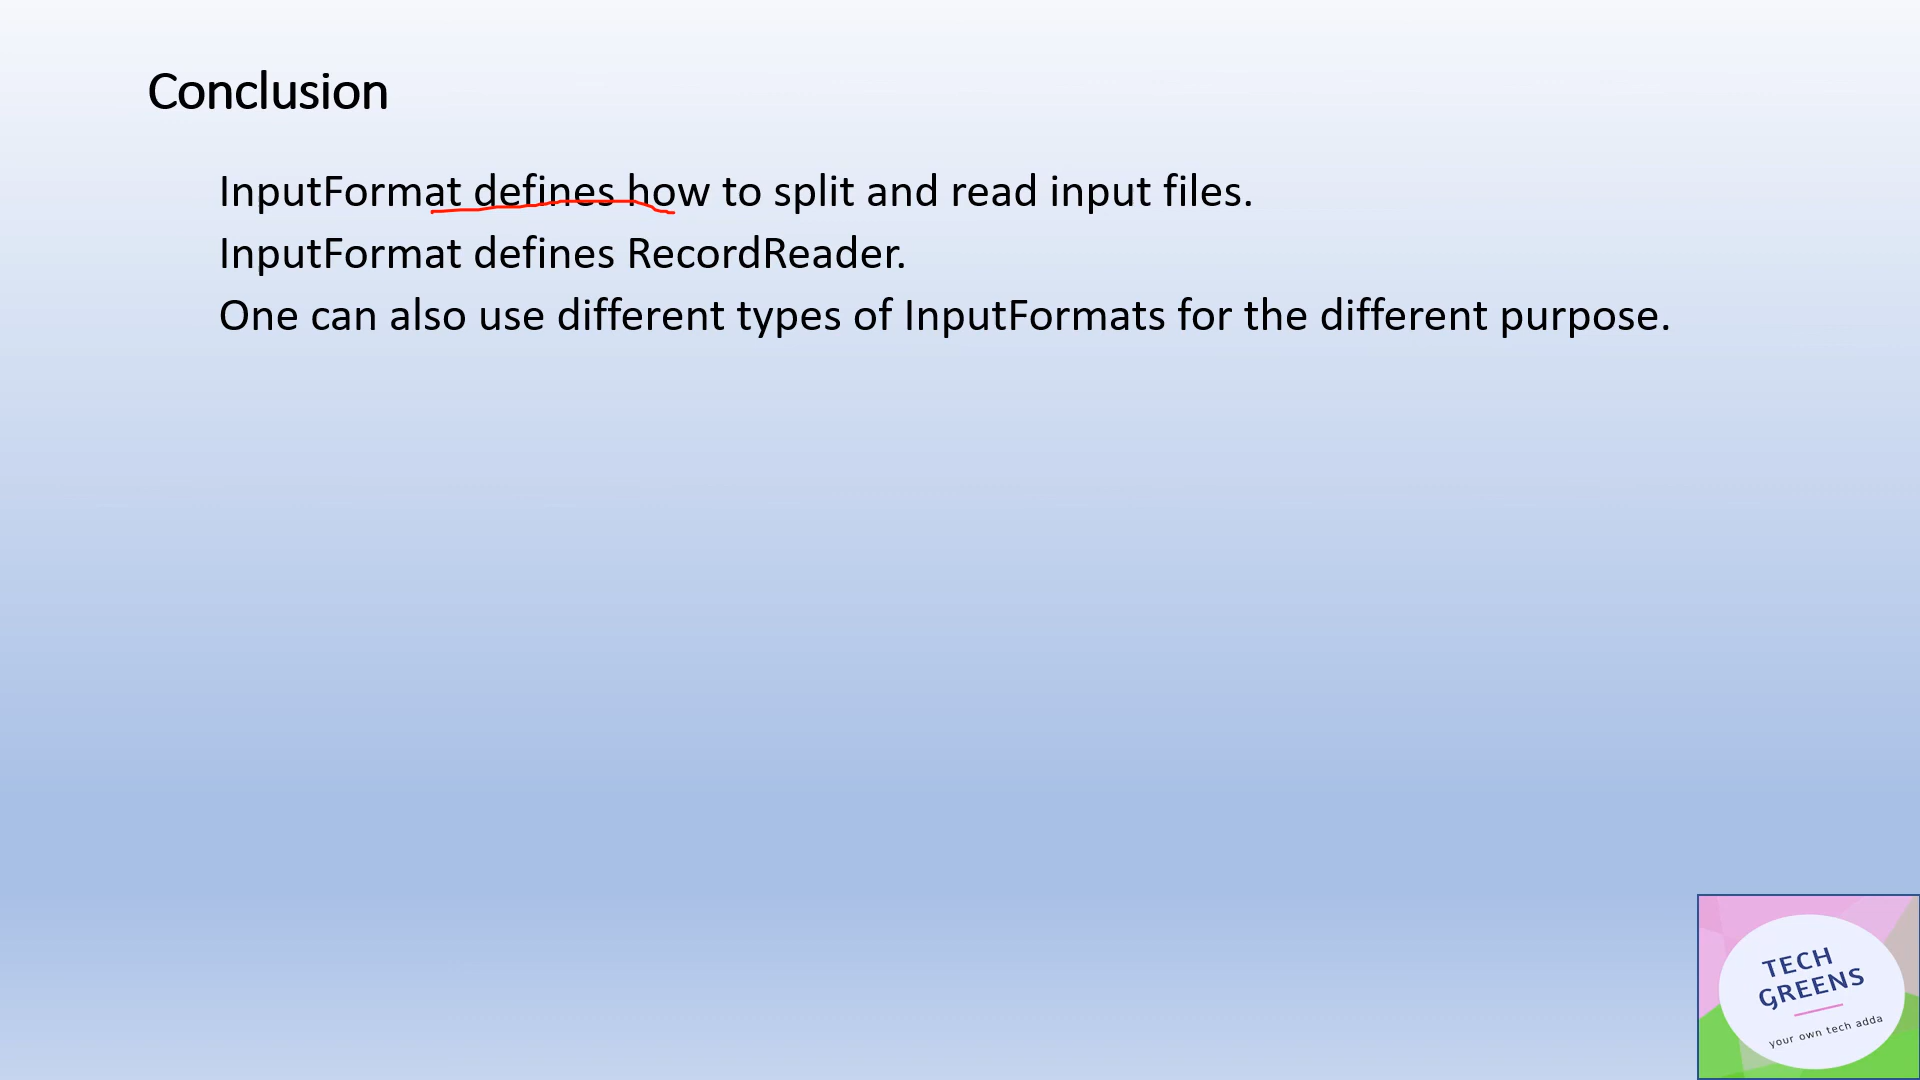 Conclusion
InputFormat defines how to split and read input files.
InputFormat defines RecordReader.
One can also use different types of InputFormats for the different purpose.
TECH
GREENS
your own tech adda